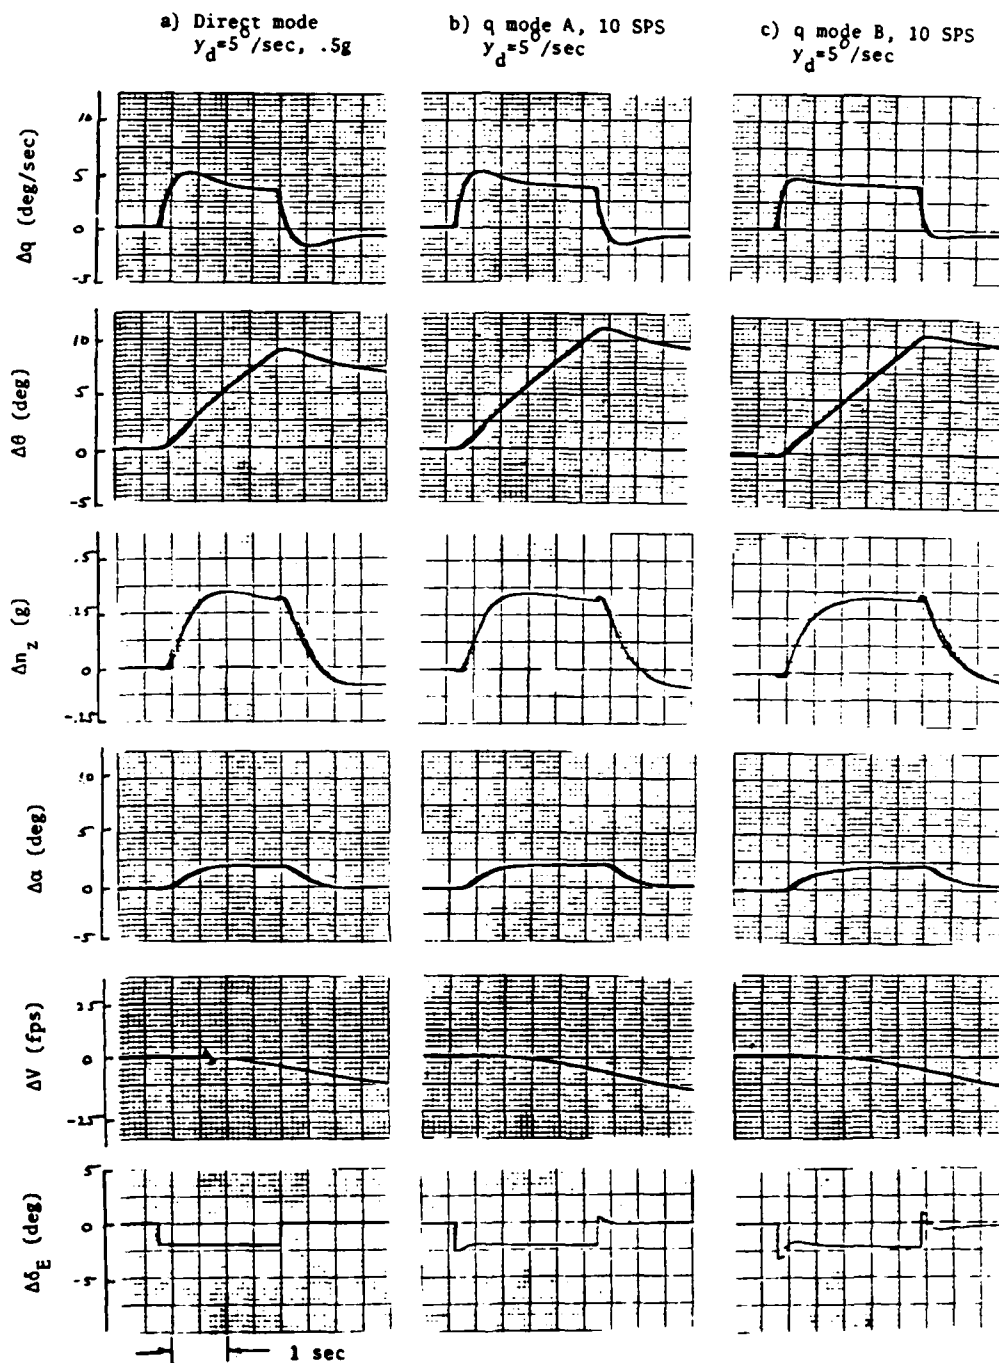 a) Direct mode
y_d=5°/sec, .5g
b) q mode A, 10 SPS
y_d=5°/sec
c) q mode B, 10 SPS
y_d=5°/sec
Δq (deg/sec)
5
0
-5
Δθ (deg)
10
5
0
-5
Δn_z (g)
.5
.25
0
-.25
Δα (deg)
10
5
0
-5
ΔV (fps)
25
0
-25
Δδ_E (deg)
5
0
-5
1 sec